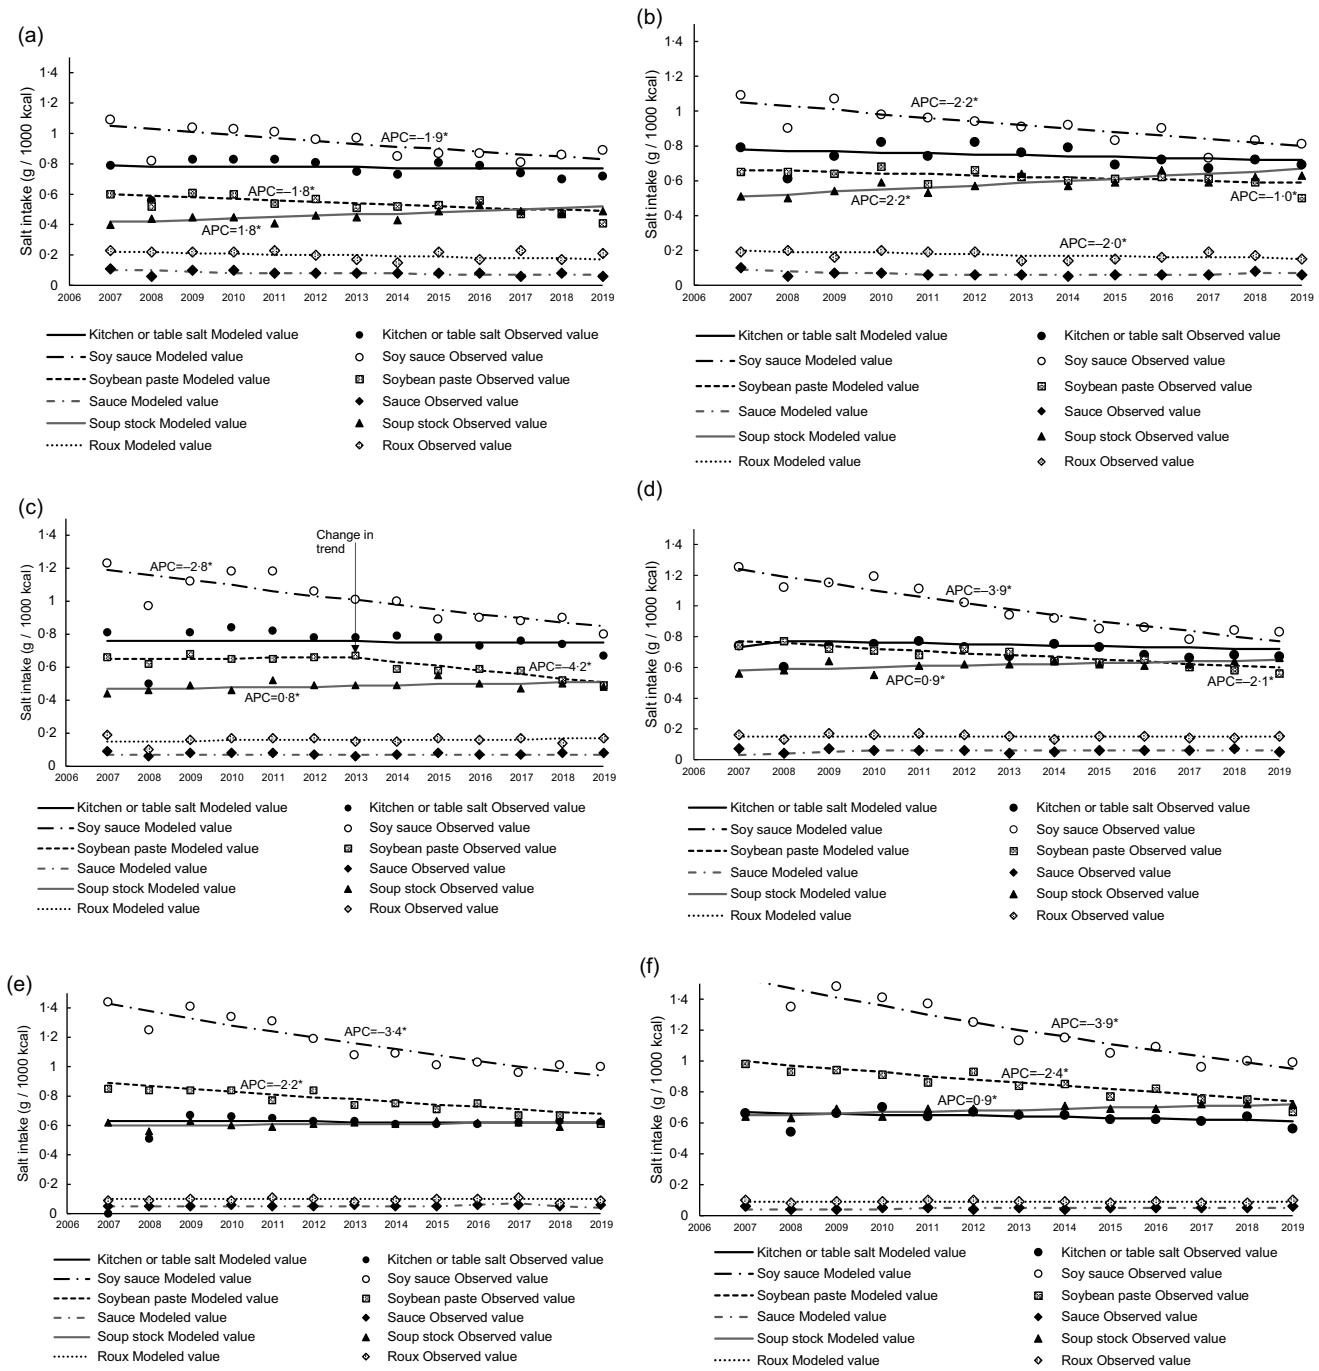 (a)
Salt intake (g / 1000 kcal)
1·4
1·2
1
0·8
0·6
0·4
0·2
0
APC=–1·9*
APC=–1·8*
APC=1·8*
2006 2007 2008 2009 2010 2011 2012 2013 2014 2015 2016 2017 2018 2019
Kitchen or table salt Modeled value
Kitchen or table salt Observed value
Soy sauce Modeled value
Soy sauce Observed value
Soybean paste Modeled value
Soybean paste Observed value
Sauce Modeled value
Sauce Observed value
Soup stock Modeled value
Soup stock Observed value
Roux Modeled value
Roux Observed value
(b)
Salt intake (g / 1000 kcal)
1·4
1·2
1
0·8
0·6
0·4
0·2
0
APC=–2·2*
APC=2·2*
APC=–1·0*
APC=–2·0*
2006 2007 2008 2009 2010 2011 2012 2013 2014 2015 2016 2017 2018 2019
Kitchen or table salt Modeled value
Kitchen or table salt Observed value
Soy sauce Modeled value
Soy sauce Observed value
Soybean paste Modeled value
Soybean paste Observed value
Sauce Modeled value
Sauce Observed value
Soup stock Modeled value
Soup stock Observed value
Roux Modeled value
Roux Observed value
(c)
Salt intake (g / 1000 kcal)
1·4
1·2
1
0·8
0·6
0·4
0·2
0
Change in
trend
APC=–2·8*
APC=–4·2*
APC=0·8*
2006 2007 2008 2009 2010 2011 2012 2013 2014 2015 2016 2017 2018 2019
Kitchen or table salt Modeled value
Kitchen or table salt Observed value
Soy sauce Modeled value
Soy sauce Observed value
Soybean paste Modeled value
Soybean paste Observed value
Sauce Modeled value
Sauce Observed value
Soup stock Modeled value
Soup stock Observed value
Roux Modeled value
Roux Observed value
(d)
Salt intake (g / 1000 kcal)
1·4
1·2
1
0·8
0·6
0·4
0·2
0
APC=–3·9*
APC=0·9*
APC=–2·1*
2006 2007 2008 2009 2010 2011 2012 2013 2014 2015 2016 2017 2018 2019
Kitchen or table salt Modeled value
Kitchen or table salt Observed value
Soy sauce Modeled value
Soy sauce Observed value
Soybean paste Modeled value
Soybean paste Observed value
Sauce Modeled value
Sauce Observed value
Soup stock Modeled value
Soup stock Observed value
Roux Modeled value
Roux Observed value
(e)
Salt intake (g / 1000 kcal)
1·4
1·2
1
0·8
0·6
0·4
0·2
0
APC=–3·4*
APC=–2·2*
2006 2007 2008 2009 2010 2011 2012 2013 2014 2015 2016 2017 2018 2019
Kitchen or table salt Modeled value
Kitchen or table salt Observed value
Soy sauce Modeled value
Soy sauce Observed value
Soybean paste Modeled value
Soybean paste Observed value
Sauce Modeled value
Sauce Observed value
Soup stock Modeled value
Soup stock Observed value
Roux Modeled value
Roux Observed value
(f)
Salt intake (g / 1000 kcal)
1·4
1·2
1
0·8
0·6
0·4
0·2
0
APC=–3·9*
APC=–2·4*
APC=0·9*
2006 2007 2008 2009 2010 2011 2012 2013 2014 2015 2016 2017 2018 2019
Kitchen or table salt Modeled value
Kitchen or table salt Observed value
Soy sauce Modeled value
Soy sauce Observed value
Soybean paste Modeled value
Soybean paste Observed value
Sauce Modeled value
Sauce Observed value
Soup stock Modeled value
Soup stock Observed value
Roux Modeled value
Roux Observed value